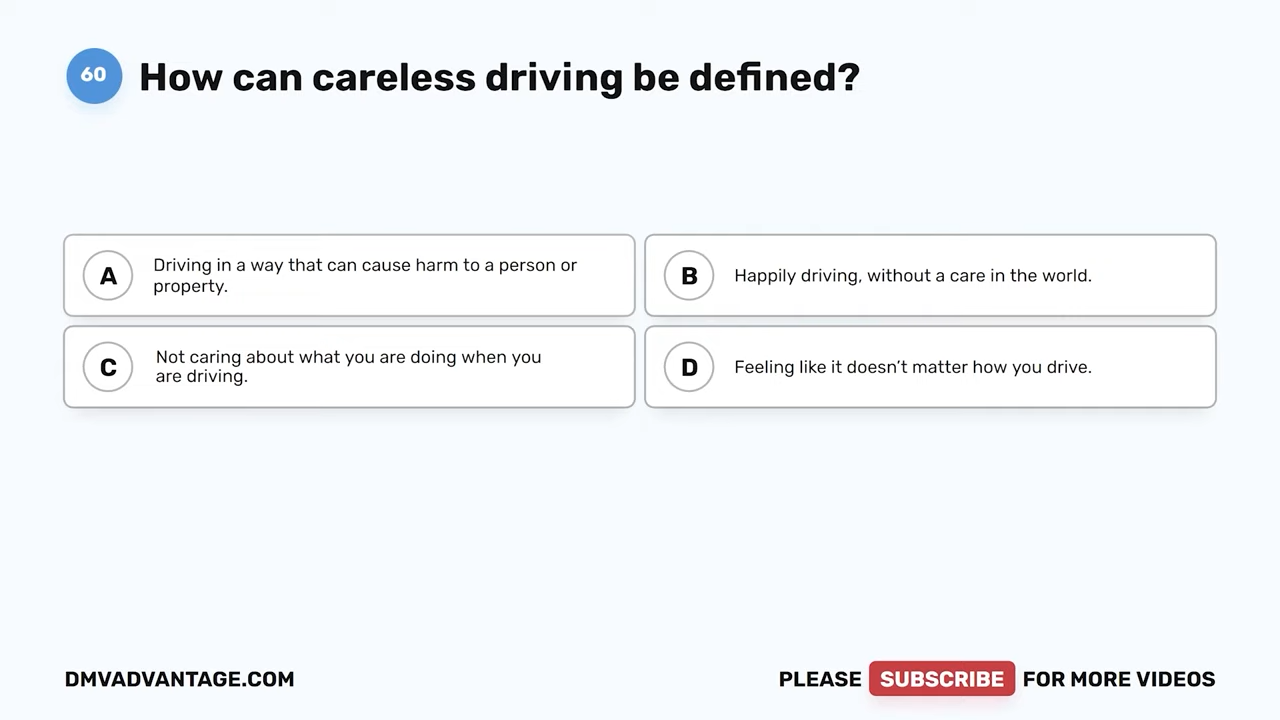 60
How can careless driving be defined?
A
Driving in a way that can cause harm to a person or
property.
B
Happily driving, without a care in the world.
C
Not caring about what you are doing when you
are driving.
D
Feeling like it doesn’t matter how you drive.
DMVADVANTAGE.COM
PLEASE SUBSCRIBE FOR MORE VIDEOS